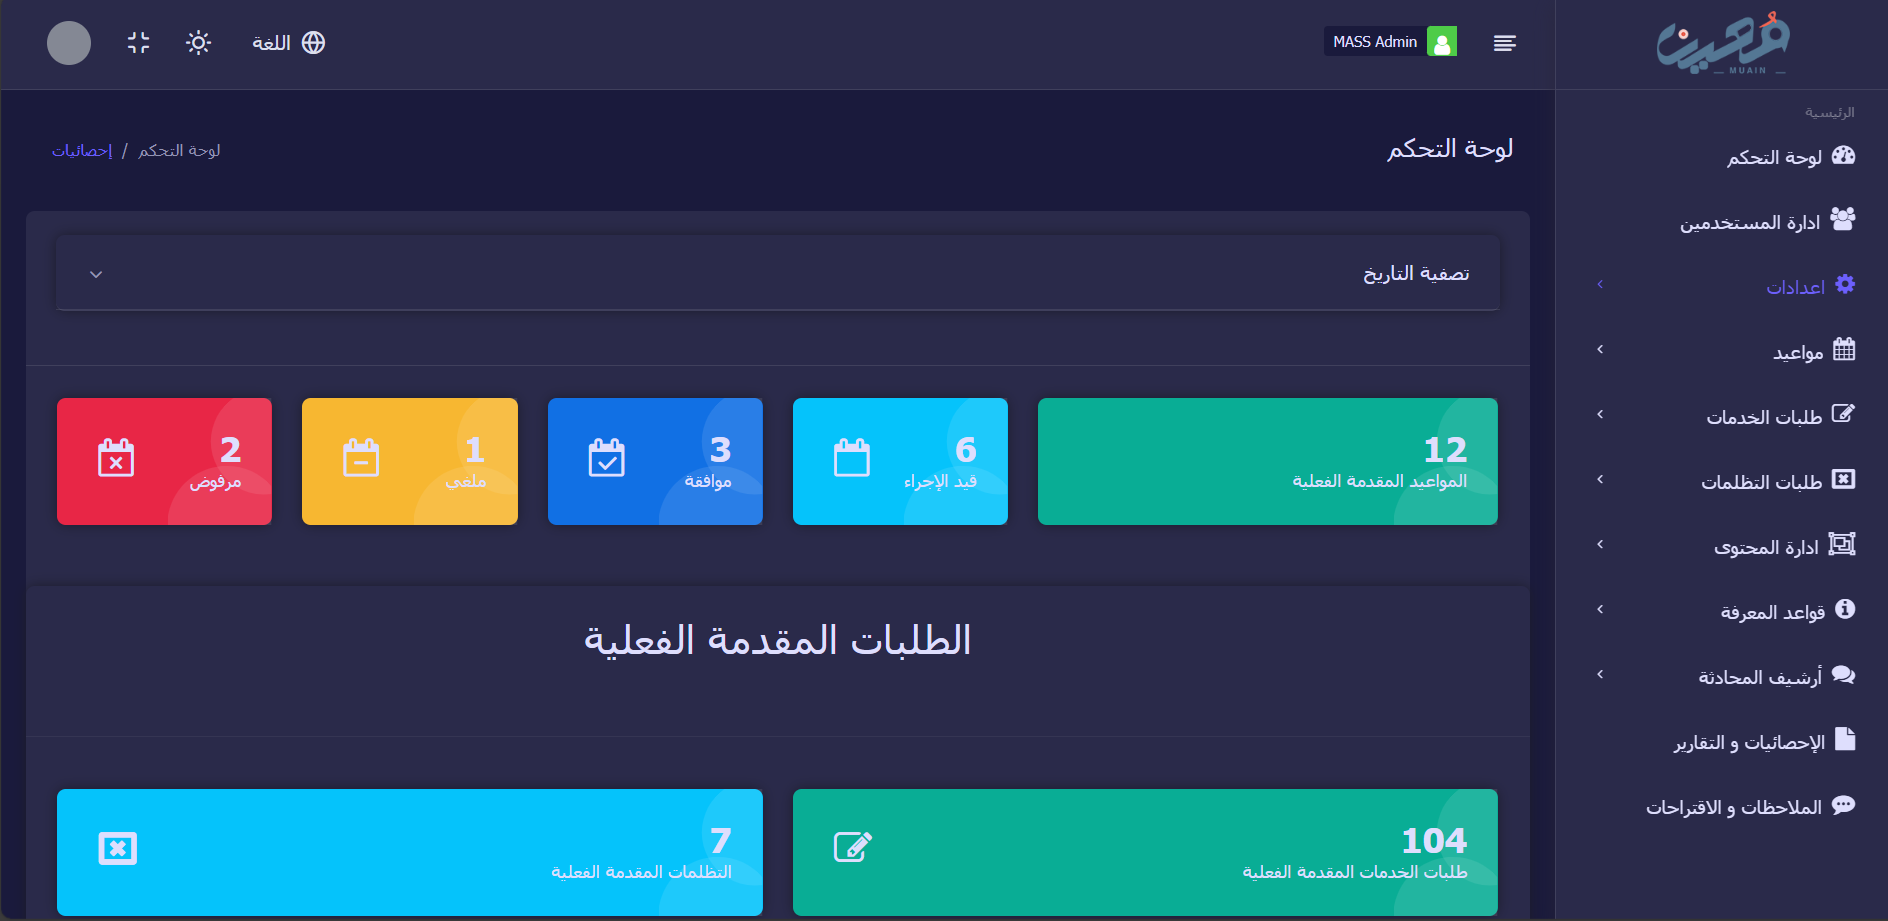 معين
MUAIN
MASS Admin
اللغة
الرئيسية
لوحة التحكم
ادارة المستخدمين
اعدادات
مواعيد
طلبات الخدمات
طلبات التظلمات
ادارة المحتوى
قواعد المعرفة
أرشيف المحادثة
الإحصائيات و التقارير
الملاحظات و الاقتراحات
لوحة التحكم
لوحة التحكم / إحصائيات
تصفية التاريخ
12
المواعيد المقدمة الفعلية
6
قيد الإجراء
3
موافقة
1
ملغى
2
مرفوض
الطلبات المقدمة الفعلية
104
طلبات الخدمات المقدمة الفعلية
7
التظلمات المقدمة الفعلية